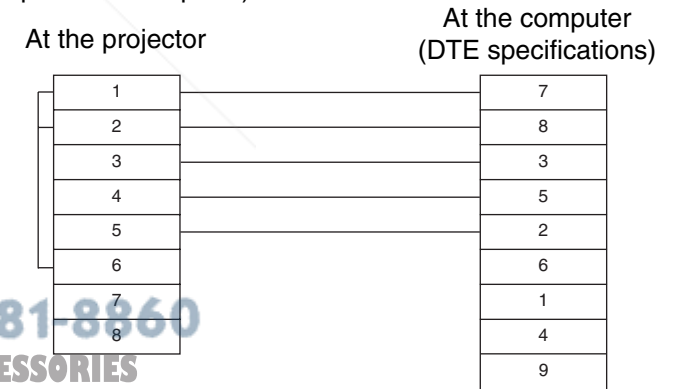 At the projector
At the computer
(DTE specifications)
1 7
2 8
3 3
4 5
5 2
6 6
7 1
8 4
9
81-8860
ESSORIES